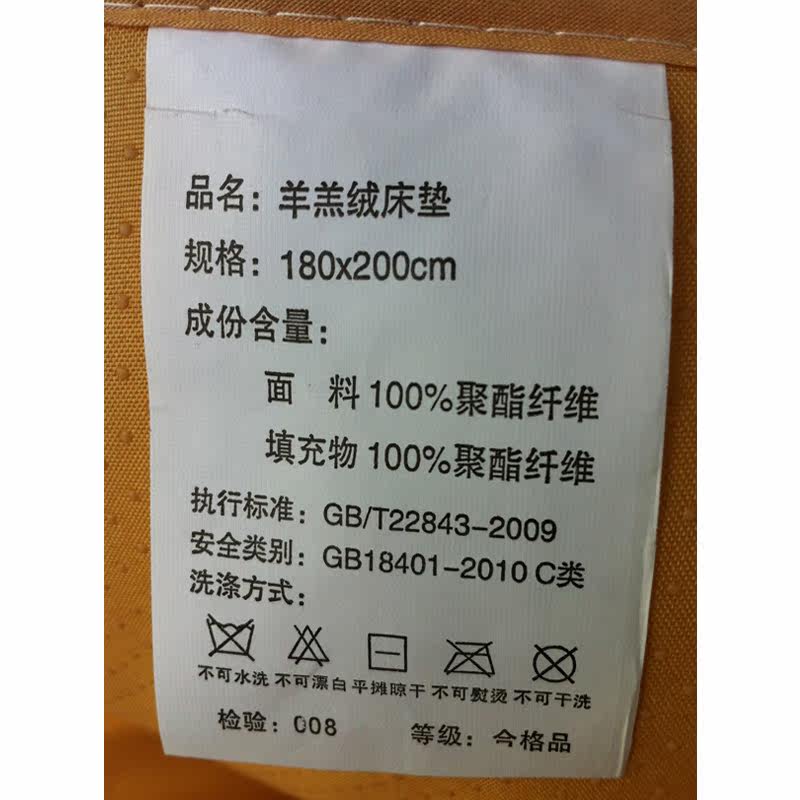 品名：羊羔绒床垫
规格：180x200cm
成份含量：
面 料 100%聚酯纤维
填充物 100%聚酯纤维
执行标准：GB/T22843-2009
安全类别：GB18401-2010 C类
洗涤方式：
不可水洗 不可漂白 平摊晾干 不可熨烫 不可干洗
检验：008 等级：合格品